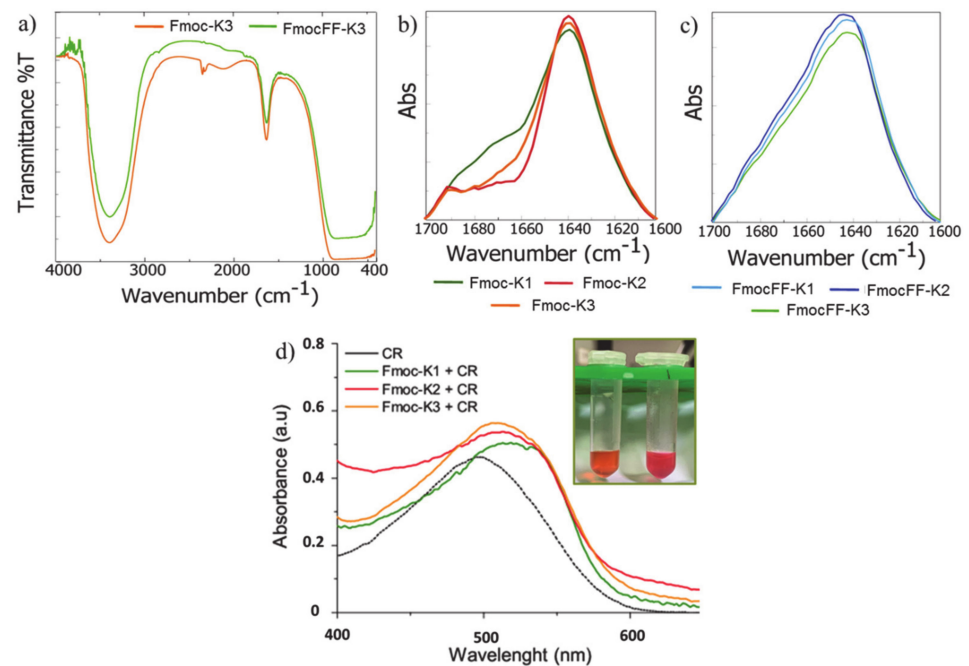 a)
Fmoc-K3
FmocFF-K3
Transmittance %T
4000 3000 2000 1000 400
Wavenumber (cm-1)
b)
Abs
1700 1680 1660 1640 1620 1600
Wavenumber (cm-1)
Fmoc-K1 Fmoc-K2
Fmoc-K3
c)
Abs
1700 1680 1660 1640 1620 1600
Wavenumber (cm-1)
FmocFF-K1 FmocFF-K2
FmocFF-K3
d)
CR
Fmoc-K1 + CR
Fmoc-K2 + CR
Fmoc-K3 + CR
Absorbance (a.u)
0.8
0.6
0.4
0.2
0
400 500 600
Wavelenght (nm)